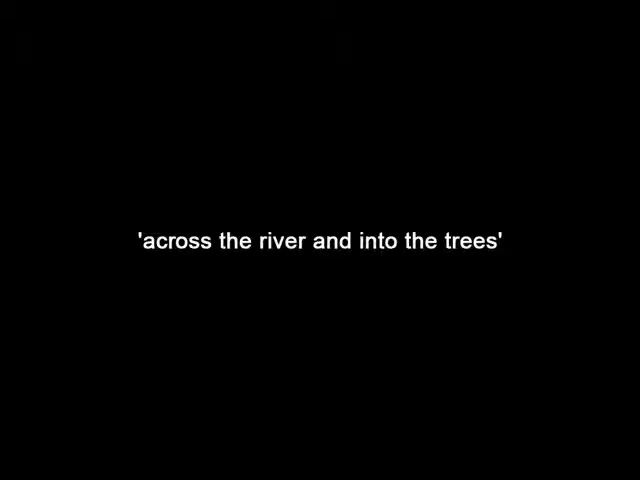 'across the river and into the trees'